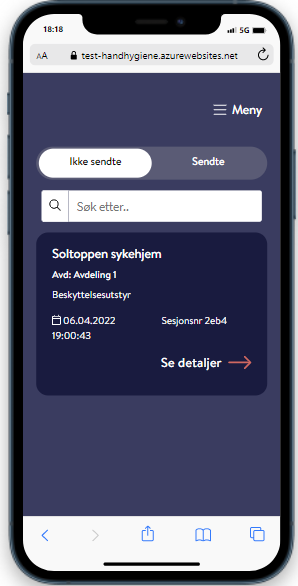 18:18
5G
AA test-handhygiene.azurewebsites.net
Meny
Ikke sendte Sendte
Søk etter..
Soltoppen sykehjem
Avd: Avdeling 1
Beskyttelsesutstyr
06.04.2022 Sesjonsnr 2eb4
19:00:43
Se detaljer